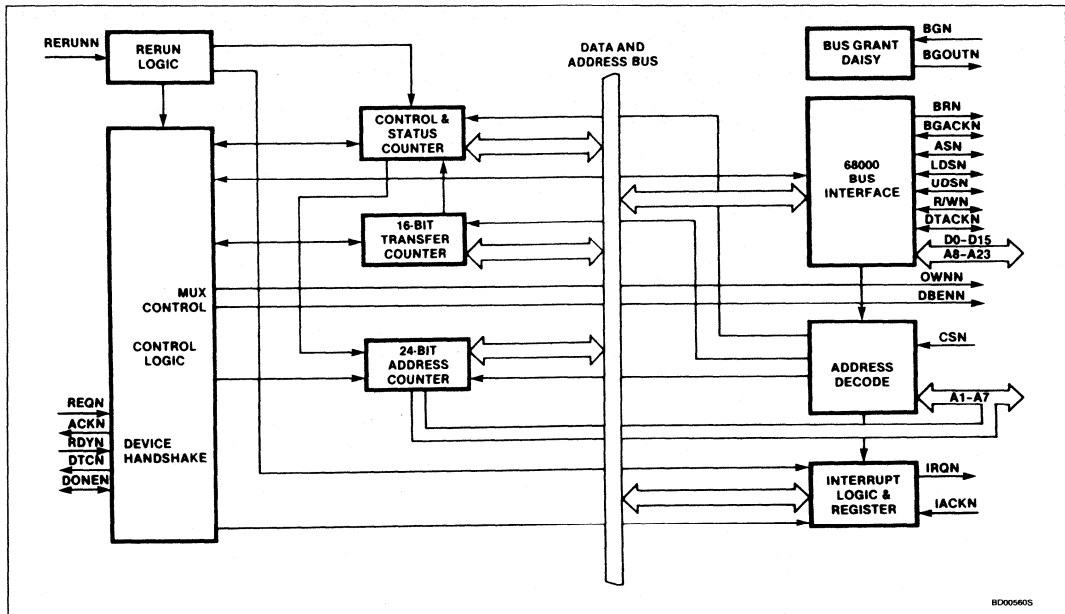 RERUNN
RERUN
LOGIC
DATA AND
ADDRESS BUS
BUS GRANT
DAISY
BGN
BGOUTN
CONTROL &
STATUS
COUNTER
68000
BUS
INTERFACE
BRN
BGACKN
ASN
LDSN
UDSN
R/WN
DTACKN
D0–D15
A8–A23
OWNN
DBENN
16-BIT
TRANSFER
COUNTER
MUX
CONTROL
CONTROL
LOGIC
24-BIT
ADDRESS
COUNTER
ADDRESS
DECODE
CSN
A1–A7
REQN
ACKN
RDYN
DTCN
DONEN
DEVICE
HANDSHAKE
INTERRUPT
LOGIC &
REGISTER
IRQN
IACKN
BD00560S